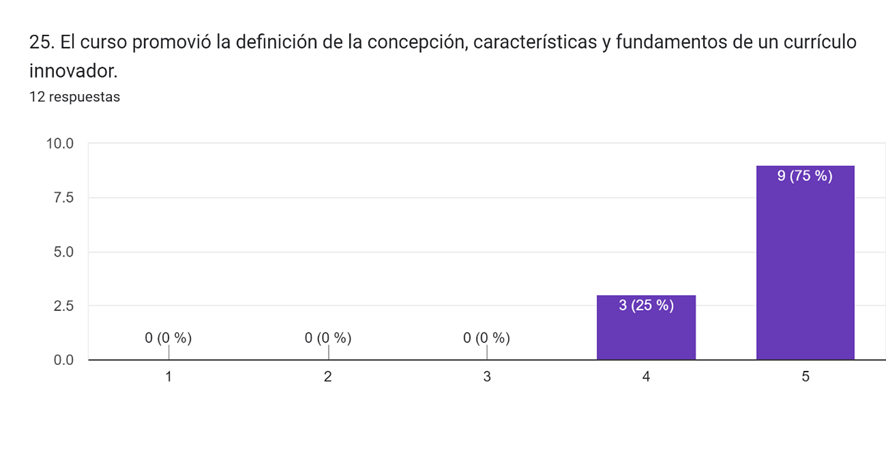 25. El curso promovió la definición de la concepción, características y fundamentos de un currículo
innovador.
12 respuestas
10.0
7.5
5.0
2.5
0.0
0 (0 %)
0 (0 %)
0 (0 %)
3 (25 %)
9 (75 %)
1
2
3
4
5